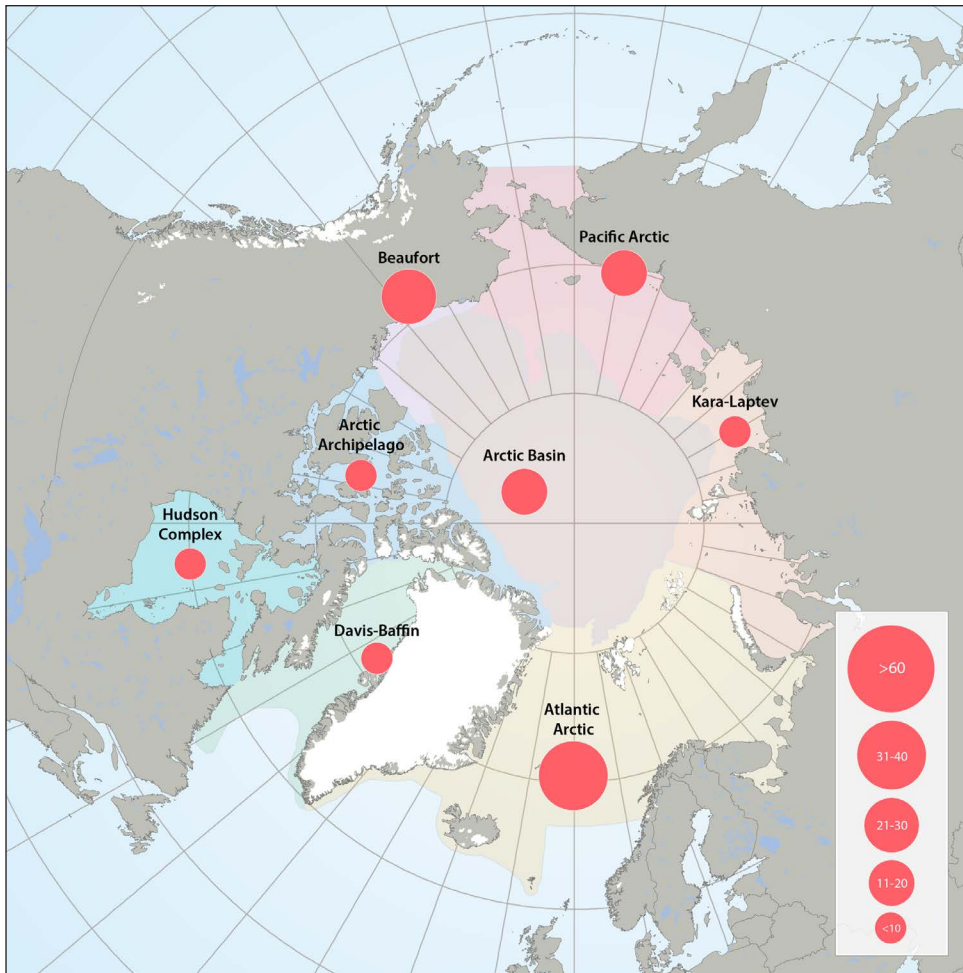 Pacific Arctic
Beaufort
Kara-Laptev
Arctic
Archipelago
Arctic Basin
Hudson
Complex
Davis-Baffin
Atlantic
Arctic
>60
31-40
21-30
11-20
<10